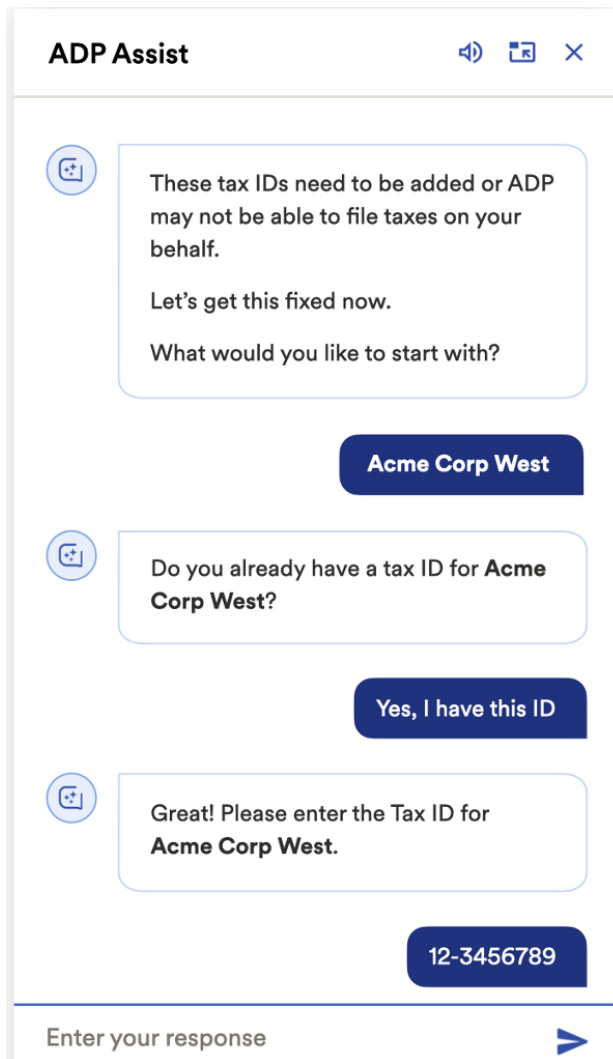 ADP Assist
These tax IDs need to be added or ADP
may not be able to file taxes on your
behalf.
Let’s get this fixed now.
What would you like to start with?
Acme Corp West
Do you already have a tax ID for Acme
Corp West?
Yes, I have this ID
Great! Please enter the Tax ID for
Acme Corp West.
12-3456789
Enter your response